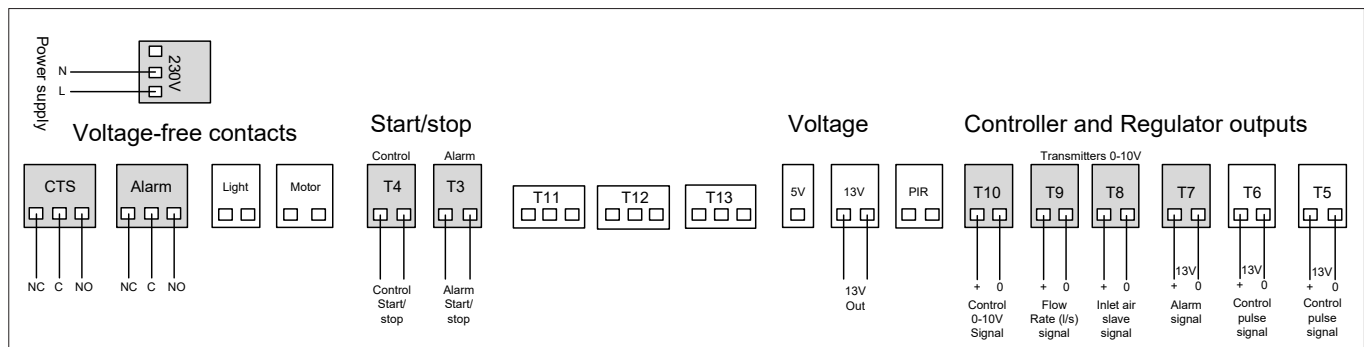 Power supply
N
L
230V
Voltage-free contacts
Start/stop
Voltage
Controller and Regulator outputs
Control
Alarm
Transmitters 0-10V
CTS
Alarm
Light
Motor
T4
T3
T11
T12
T13
5V
13V
PIR
T10
T9
T8
T7
T6
T5
NC C NO
NC C NO
Control
Start/
stop
Alarm
Start/
stop
13V
Out
+ 0
Control
0-10V
Signal
+ 0
Flow
Rate (l/s)
signal
+ 0
Inlet air
slave
signal
13V
+ 0
Alarm
signal
13V
+ 0
Control
pulse
signal
13V
+ 0
Control
pulse
signal